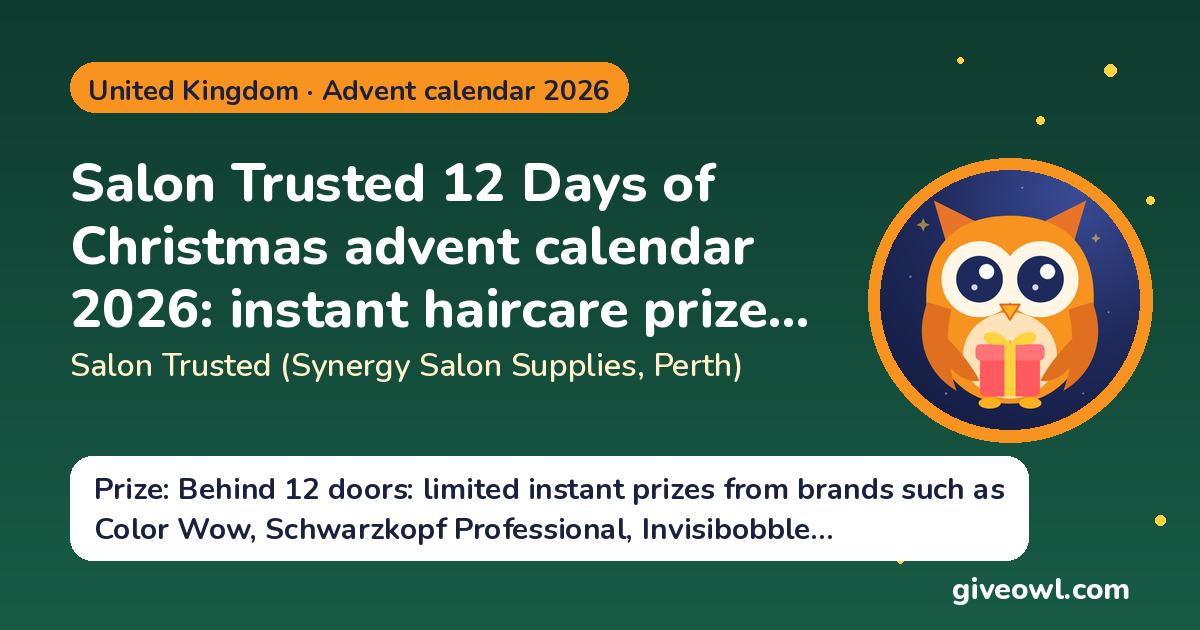 United Kingdom · Advent calendar 2026
Salon Trusted 12 Days of
Christmas advent calendar
2026: instant haircare prize...
Salon Trusted (Synergy Salon Supplies, Perth)
Prize: Behind 12 doors: limited instant prizes from brands such as
Color Wow, Schwarzkopf Professional, Invisibobble...
giveowl.com